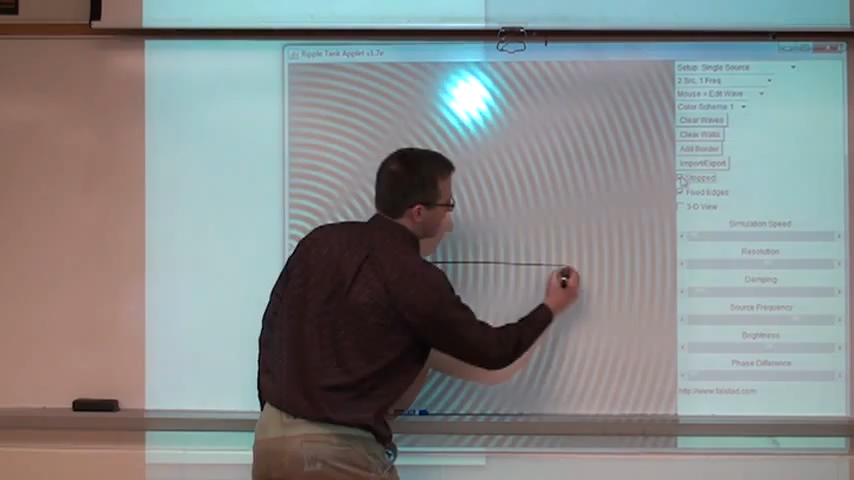 Ripple Tank Applet v1.7e
Setup: Single Source
2 Src, 1 Freq
Mouse = Edit Wave
Color Scheme 1
Clear Waves
Clear Walls
Add Border
Import/Export
Stopped
Fixed Edges
3-D View
Simulation Speed
Resolution
Damping
Source Frequency
Brightness
Phase Difference
http://www.falstad.com